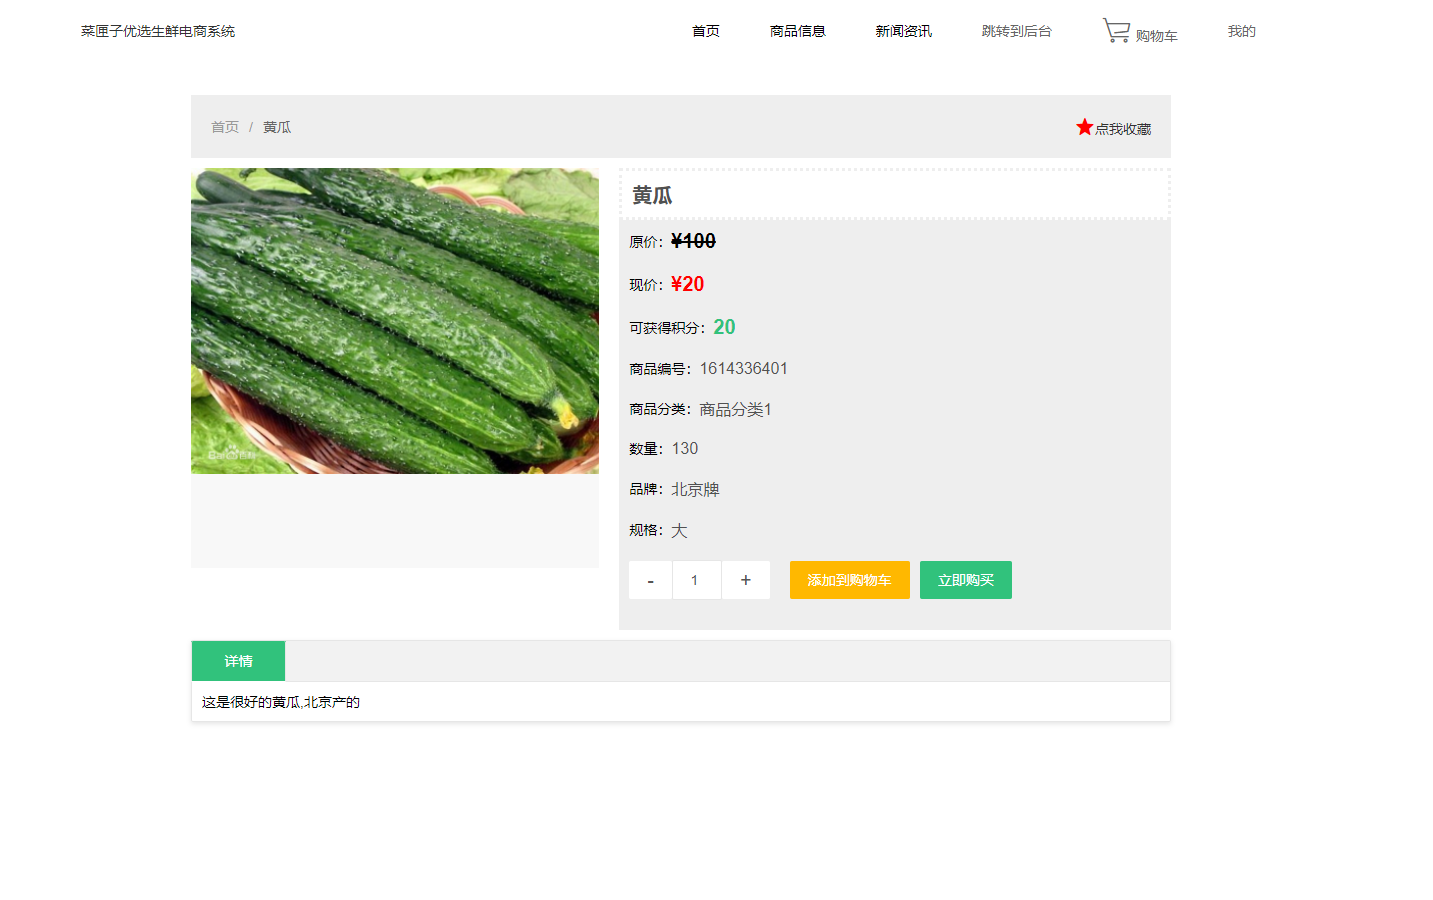 菜匣子优选生鲜电商系统
首页 商品信息 新闻资讯 跳转到后台 购物车 我的
首页 / 黄瓜
点我收藏
黄瓜
原价：¥100
现价：¥20
可获得积分：20
商品编号：1614336401
商品分类：商品分类1
数量：130
品牌：北京牌
规格：大
- 1 + 添加到购物车 立即购买
详情
这是很好的黄瓜,北京产的